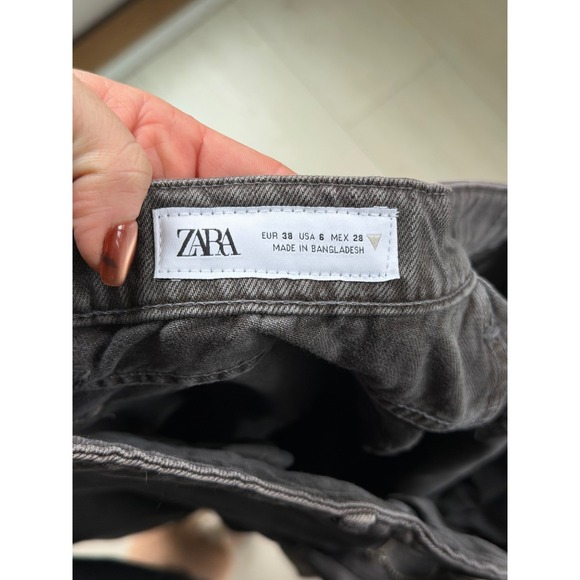 ZARA
EUR 38 USA 6 MEX 28
MADE IN BANGLADESH